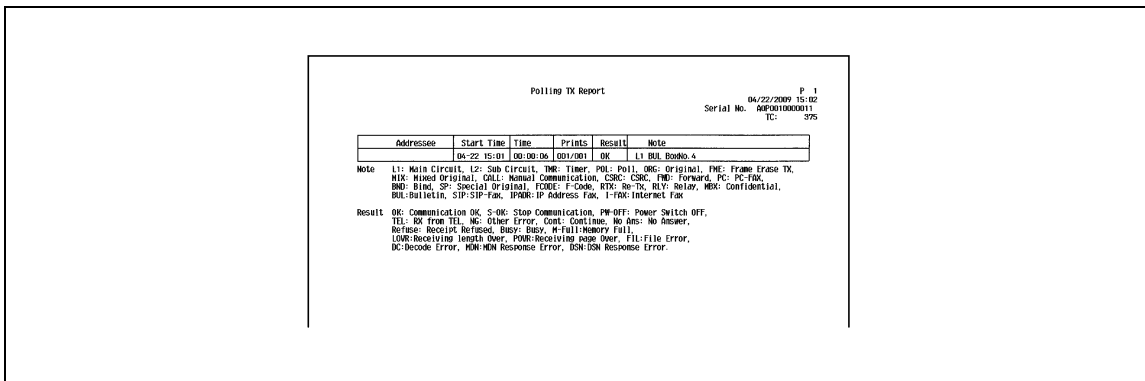 Polling TX Report
P 1
04/22/2009 15:02
Serial No. A0P0010000011
TC: 375
Addressee Start Time Time Prints Result Note
04-22 15:01 00:00:06 001/001 OK L1 BUL BoxNo.4
Note L1: Main Circuit, L2: Sub Circuit, TMR: Timer, POL: Poll, ORG: Original, FME: Frame Erase TX,
MIX: Mixed Original, CALL: Manual Communication, CSRC: CSRC, FWD: Forward, PC: PC-FAX,
BND: Bind, SP: Special Original, FCODE: F-Code, RTX: Re-Tx, RLY: Relay, MBX: Confidential,
BUL:Bulletin, SIP:SIP-Fax, IPADR:IP Address Fax, I-FAX:Internet Fax
Result OK: Communication OK, S-OK: Stop Communication, PW-OFF: Power Switch OFF,
TEL: RX from TEL, NG: Other Error, Cont: Continue, No Ans: No Answer,
Refuse: Receipt Refused, Busy: Busy, M-Full:Memory Full,
LOVR:Receiving length Over, POVR:Receiving page Over, FIL:File Error,
DC:Decode Error, MDN:MDN Response Error, DSN:DSN Response Error.